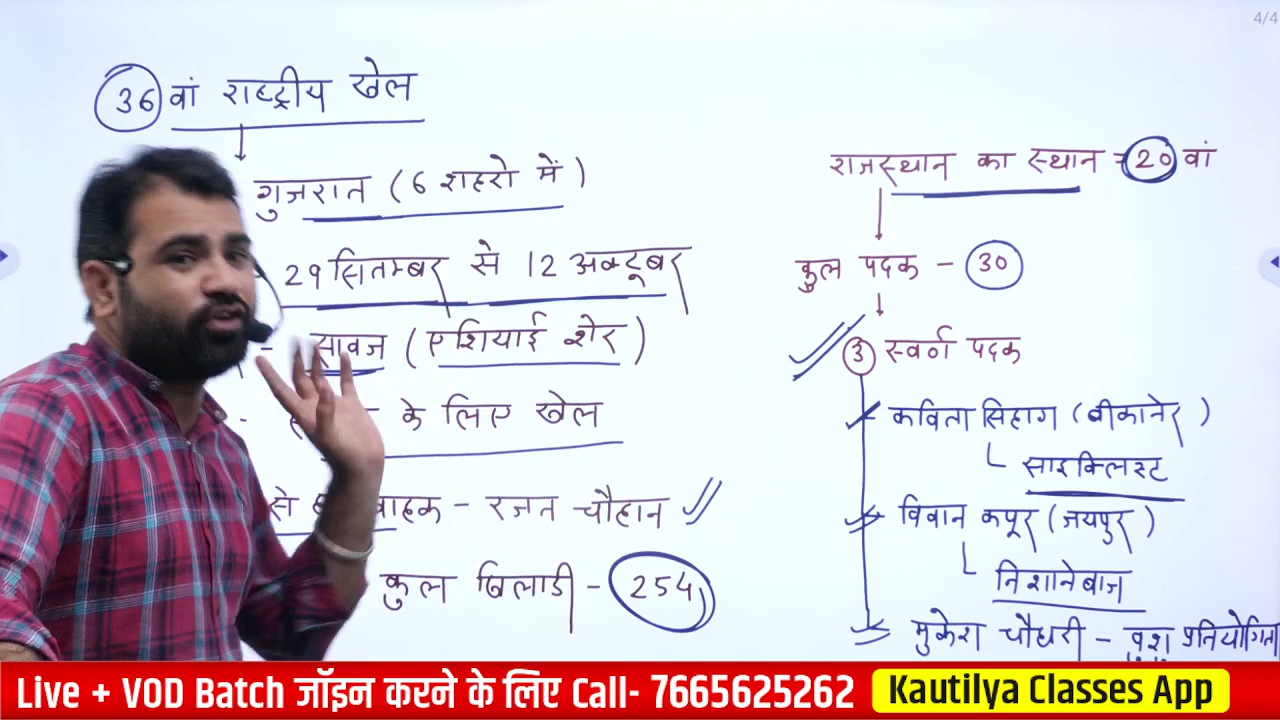 4/4
36 वां राष्ट्रीय खेल
गुजरात (6 शहरो में)
29 सितम्बर से 12 अक्टूबर
- सावज (एशियाई शेर)
के लिए खेल
से वाहक - रजत चौहान
कुल खिलाडी - 254
राजस्थान का स्थान = 20 वां
कुल पदक - 30
3 स्वर्ण पदक
कविता सिहाग (बीकानेर)
साइक्लिस्ट
विवान कपूर (जयपुर)
निशानेबाज
मुकेश चौधरी - वुशु प्रतियोगिता
Live + VOD Batch जॉइन करने के लिए Call- 7665625262
Kautilya Classes App